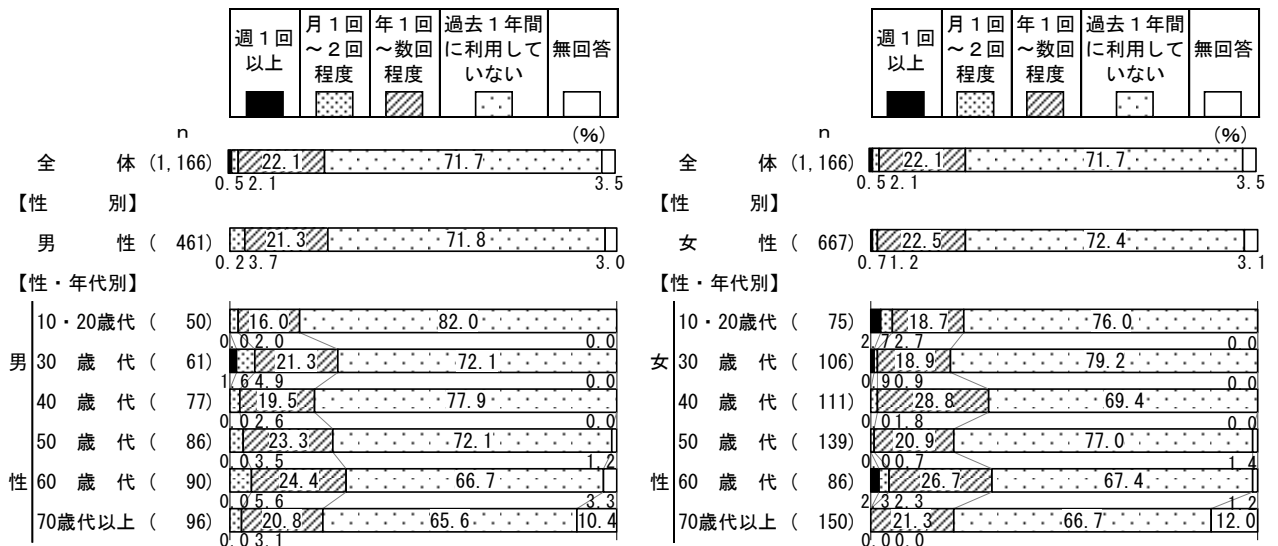 週１回以上
月１回～２回程度
年１回～数回程度
過去１年間に利用していない
無回答
ｎ
(%)
全　　体 (1,166) 22.1 71.7
0.5 2.1 3.5
【性　　別】
男　　性 ( 461) 21.3 71.8
0.2 3.7 3.0
【性・年代別】
男性
10・20歳代 ( 50) 16.0 82.0
0.0 2.0 0.0
30　歳　代 ( 61) 21.3 72.1
1.6 4.9 0.0
40　歳　代 ( 77) 19.5 77.9
0.0 2.6 0.0
50　歳　代 ( 86) 23.3 72.1
0.0 3.5 1.2
60　歳　代 ( 90) 24.4 66.7
0.0 5.6 3.3
70歳代以上 ( 96) 20.8 65.6 10.4
0.0 3.1
週１回以上
月１回～２回程度
年１回～数回程度
過去１年間に利用していない
無回答
ｎ
(%)
全　　体 (1,166) 22.1 71.7
0.5 2.1 3.5
【性　　別】
女　　性 ( 667) 22.5 72.4
0.7 1.2 3.1
【性・年代別】
女性
10・20歳代 ( 75) 18.7 76.0
2.7 2.7 0.0
30　歳　代 ( 106) 18.9 79.2
0.9 0.9 0.0
40　歳　代 ( 111) 28.8 69.4
0.0 1.8 0.0
50　歳　代 ( 139) 20.9 77.0
0.0 0.7 1.4
60　歳　代 ( 86) 26.7 67.4
2.3 2.3 1.2
70歳代以上 ( 150) 21.3 66.7 12.0
0.0 0.0